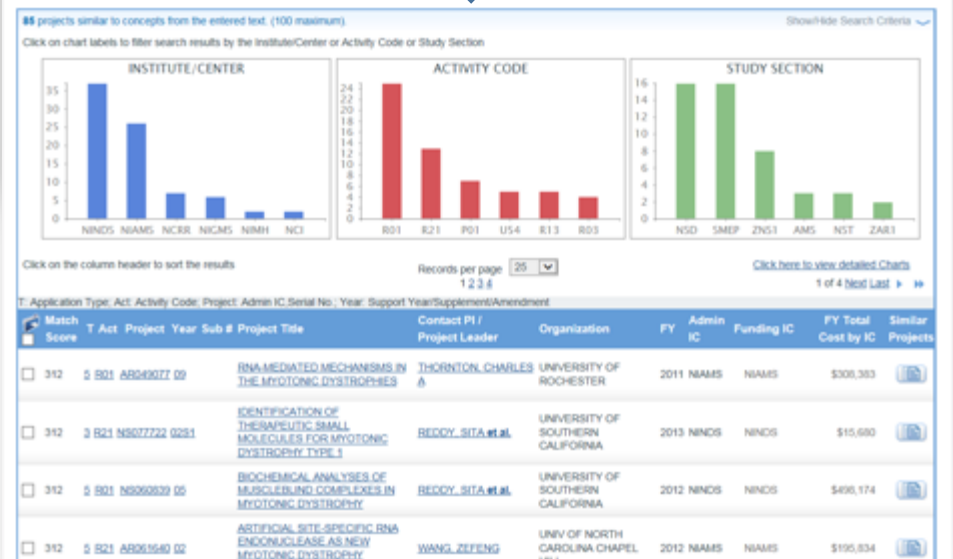 85 projects similar to concepts from the entered text. (100 maximum).
Show/Hide Search Criteria
Click on chart labels to filter search results by the Institute/Center or Activity Code or Study Section
INSTITUTE/CENTER
35
30
25
20
15
10
5
0
NINDS NIAMS NCRR NIGMS NIMH NCI
ACTIVITY CODE
24
22
20
18
16
14
12
10
8
6
4
2
0
R01 R21 P01 U54 R13 R03
STUDY SECTION
16
14
12
10
8
6
4
2
0
NSD SMEP ZNS1 AMS NST ZAR1
Click on the column header to sort the results
Records per page 25
1 2 3 4
Click here to view detailed Charts
1 of 4 Next Last
T: Application Type; Act: Activity Code; Project: Admin IC,Serial No.; Year: Support Year/Supplement/Amendment
Match Score T Act Project Year Sub # Project Title Contact PI / Project Leader Organization FY Admin IC Funding IC FY Total Cost by IC Similar Projects
312 5 R01 AR049077 09 RNA-MEDIATED MECHANISMS IN THE MYOTONIC DYSTROPHIES THORNTON, CHARLES A UNIVERSITY OF ROCHESTER 2011 NIAMS NIAMS $308,383
312 3 R21 NS077722 02S1 IDENTIFICATION OF THERAPEUTIC SMALL MOLECULES FOR MYOTONIC DYSTROPHY TYPE 1 REDDY, SITA et al. UNIVERSITY OF SOUTHERN CALIFORNIA 2013 NINDS NINDS $15,680
312 5 R01 NS060839 05 BIOCHEMICAL ANALYSES OF MUSCLEBLIND COMPLEXES IN MYOTONIC DYSTROPHY REDDY, SITA et al. UNIVERSITY OF SOUTHERN CALIFORNIA 2012 NINDS NINDS $498,174
312 5 R21 AR061640 02 ARTIFICIAL SITE-SPECIFIC RNA ENDONUCLEASE AS NEW MYOTONIC DYSTROPHY WANG, ZEFENG UNIV OF NORTH CAROLINA CHAPEL 2012 NIAMS NIAMS $195,834